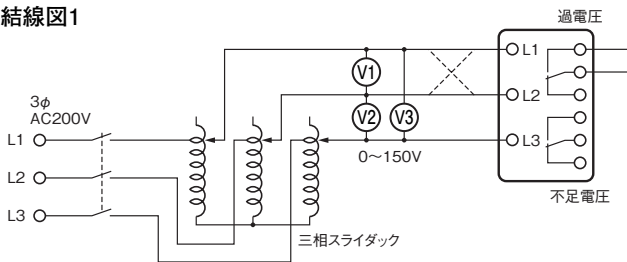 結線図1
過電圧
3φ
AC200V
L1
L2
L3
V1
V2
V3
0〜150V
L1
L2
L3
三相スライダック
不足電圧